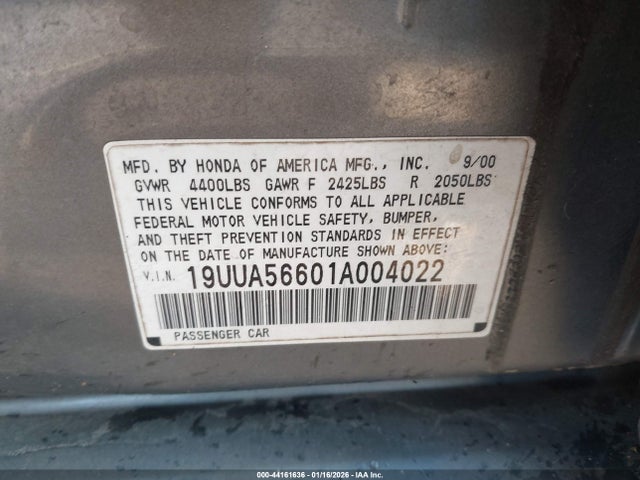 MFD. BY HONDA OF AMERICA MFG., INC. 9/00
GVWR 4400LBS GAWR F 2425LBS R 2050LBS
THIS VEHICLE CONFORMS TO ALL APPLICABLE
FEDERAL MOTOR VEHICLE SAFETY, BUMPER,
AND THEFT PREVENTION STANDARDS IN EFFECT
ON THE DATE OF MANUFACTURE SHOWN ABOVE:
V.I.N. 19UUA56601A004022
PASSENGER CAR
000-44161636 - 01/16/2026 - IAA Inc.